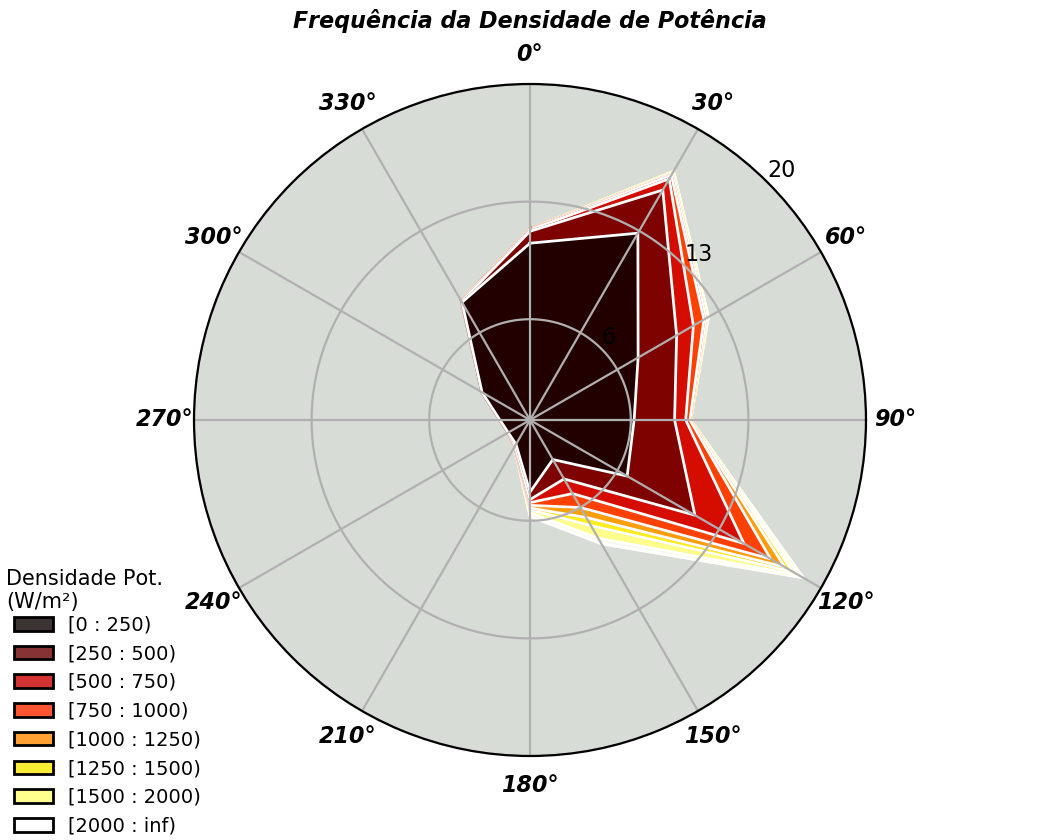 Frequência da Densidade de Potência
0°
330°
30°
20
300°
60°
13
6
270°
90°
240°
120°
210°
150°
180°
Densidade Pot.
(W/m²)
[0 : 250)
[250 : 500)
[500 : 750)
[750 : 1000)
[1000 : 1250)
[1250 : 1500)
[1500 : 2000)
[2000 : inf)